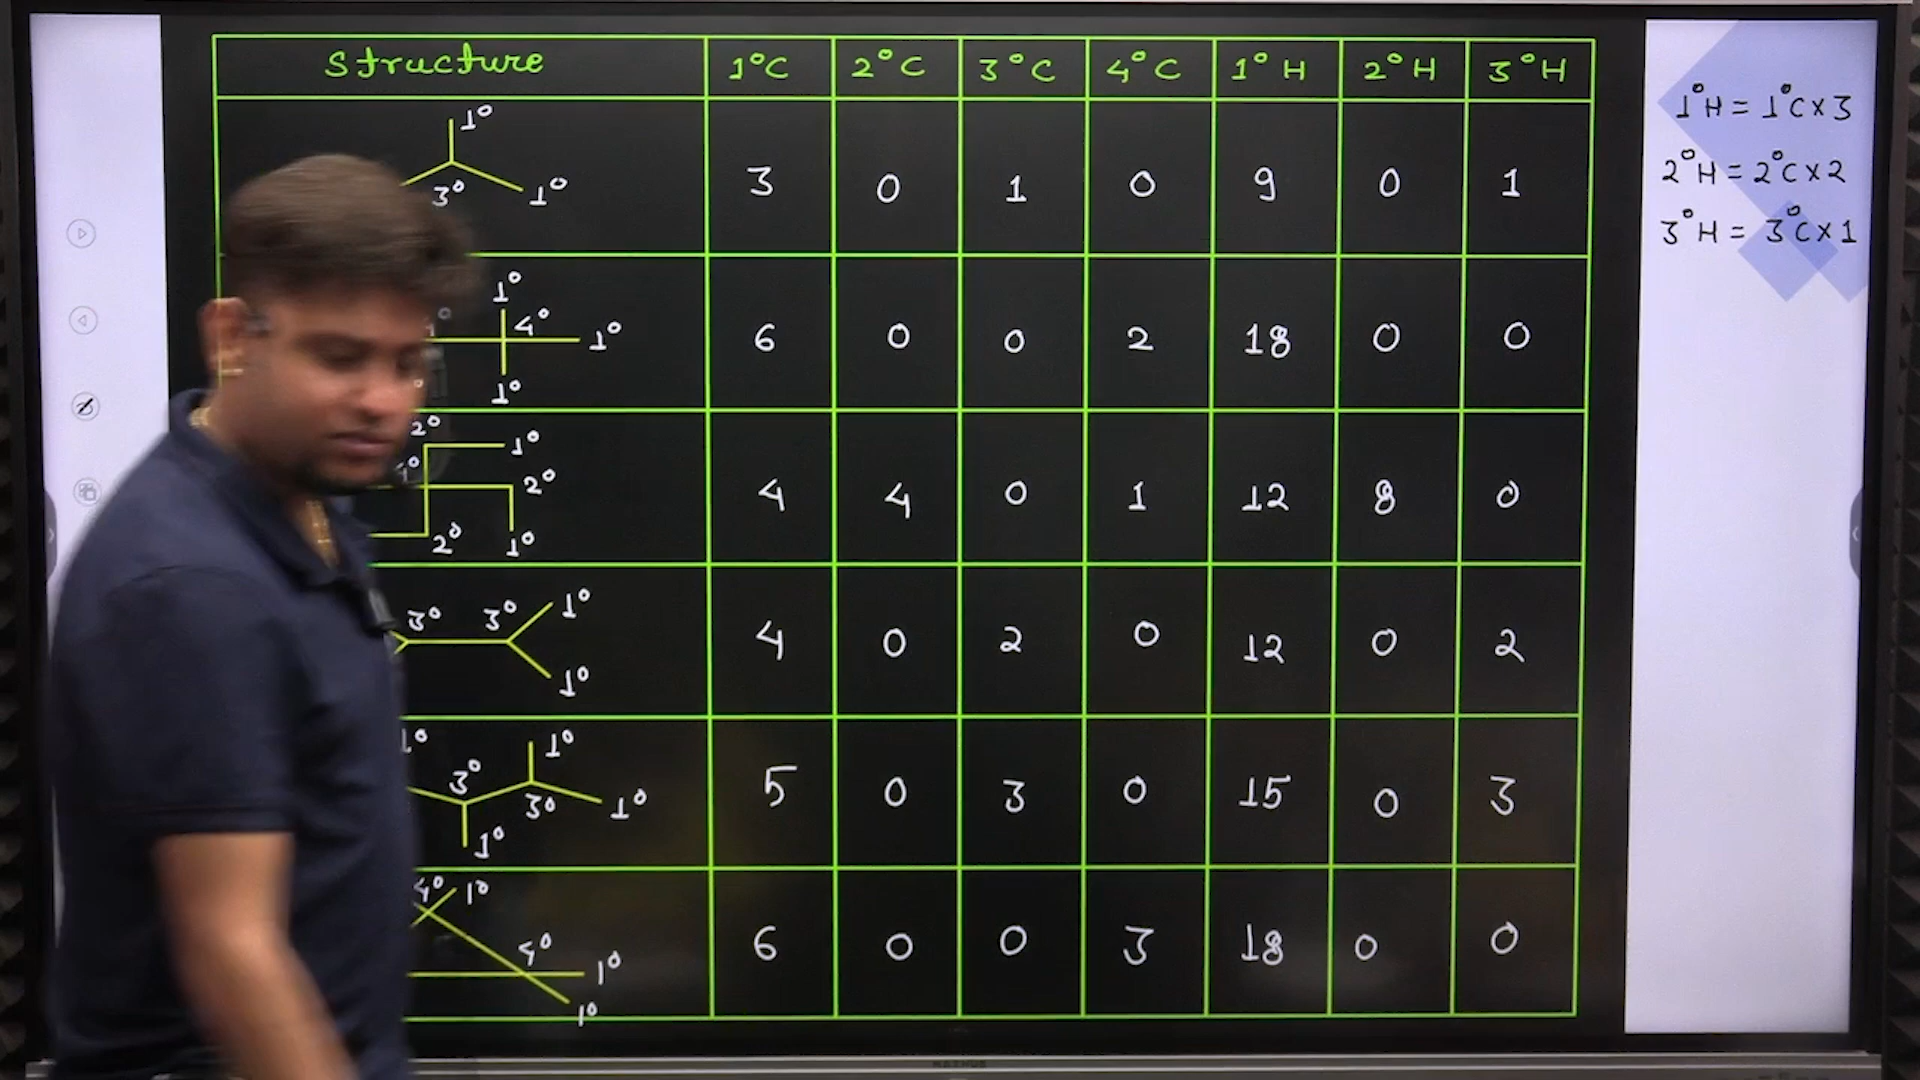 Structure 1°C 2°C 3°C 4°C 1°H 2°H 3°H
1°
3° 1°
3 0 1 0 9 0 1
1°
4° 1°
1°
6 0 0 2 18 0 0
2° 1°
2°
2° 1°
4 4 0 1 12 8 0
3° 3° 1°
1°
4 0 2 0 12 0 2
1° 1°
3° 3° 1°
1°
5 0 3 0 15 0 3
4° 1°
4° 1°
1°
6 0 0 3 18 0 0
1°H = 1°C x 3
2°H = 2°C x 2
3°H = 3°C x 1